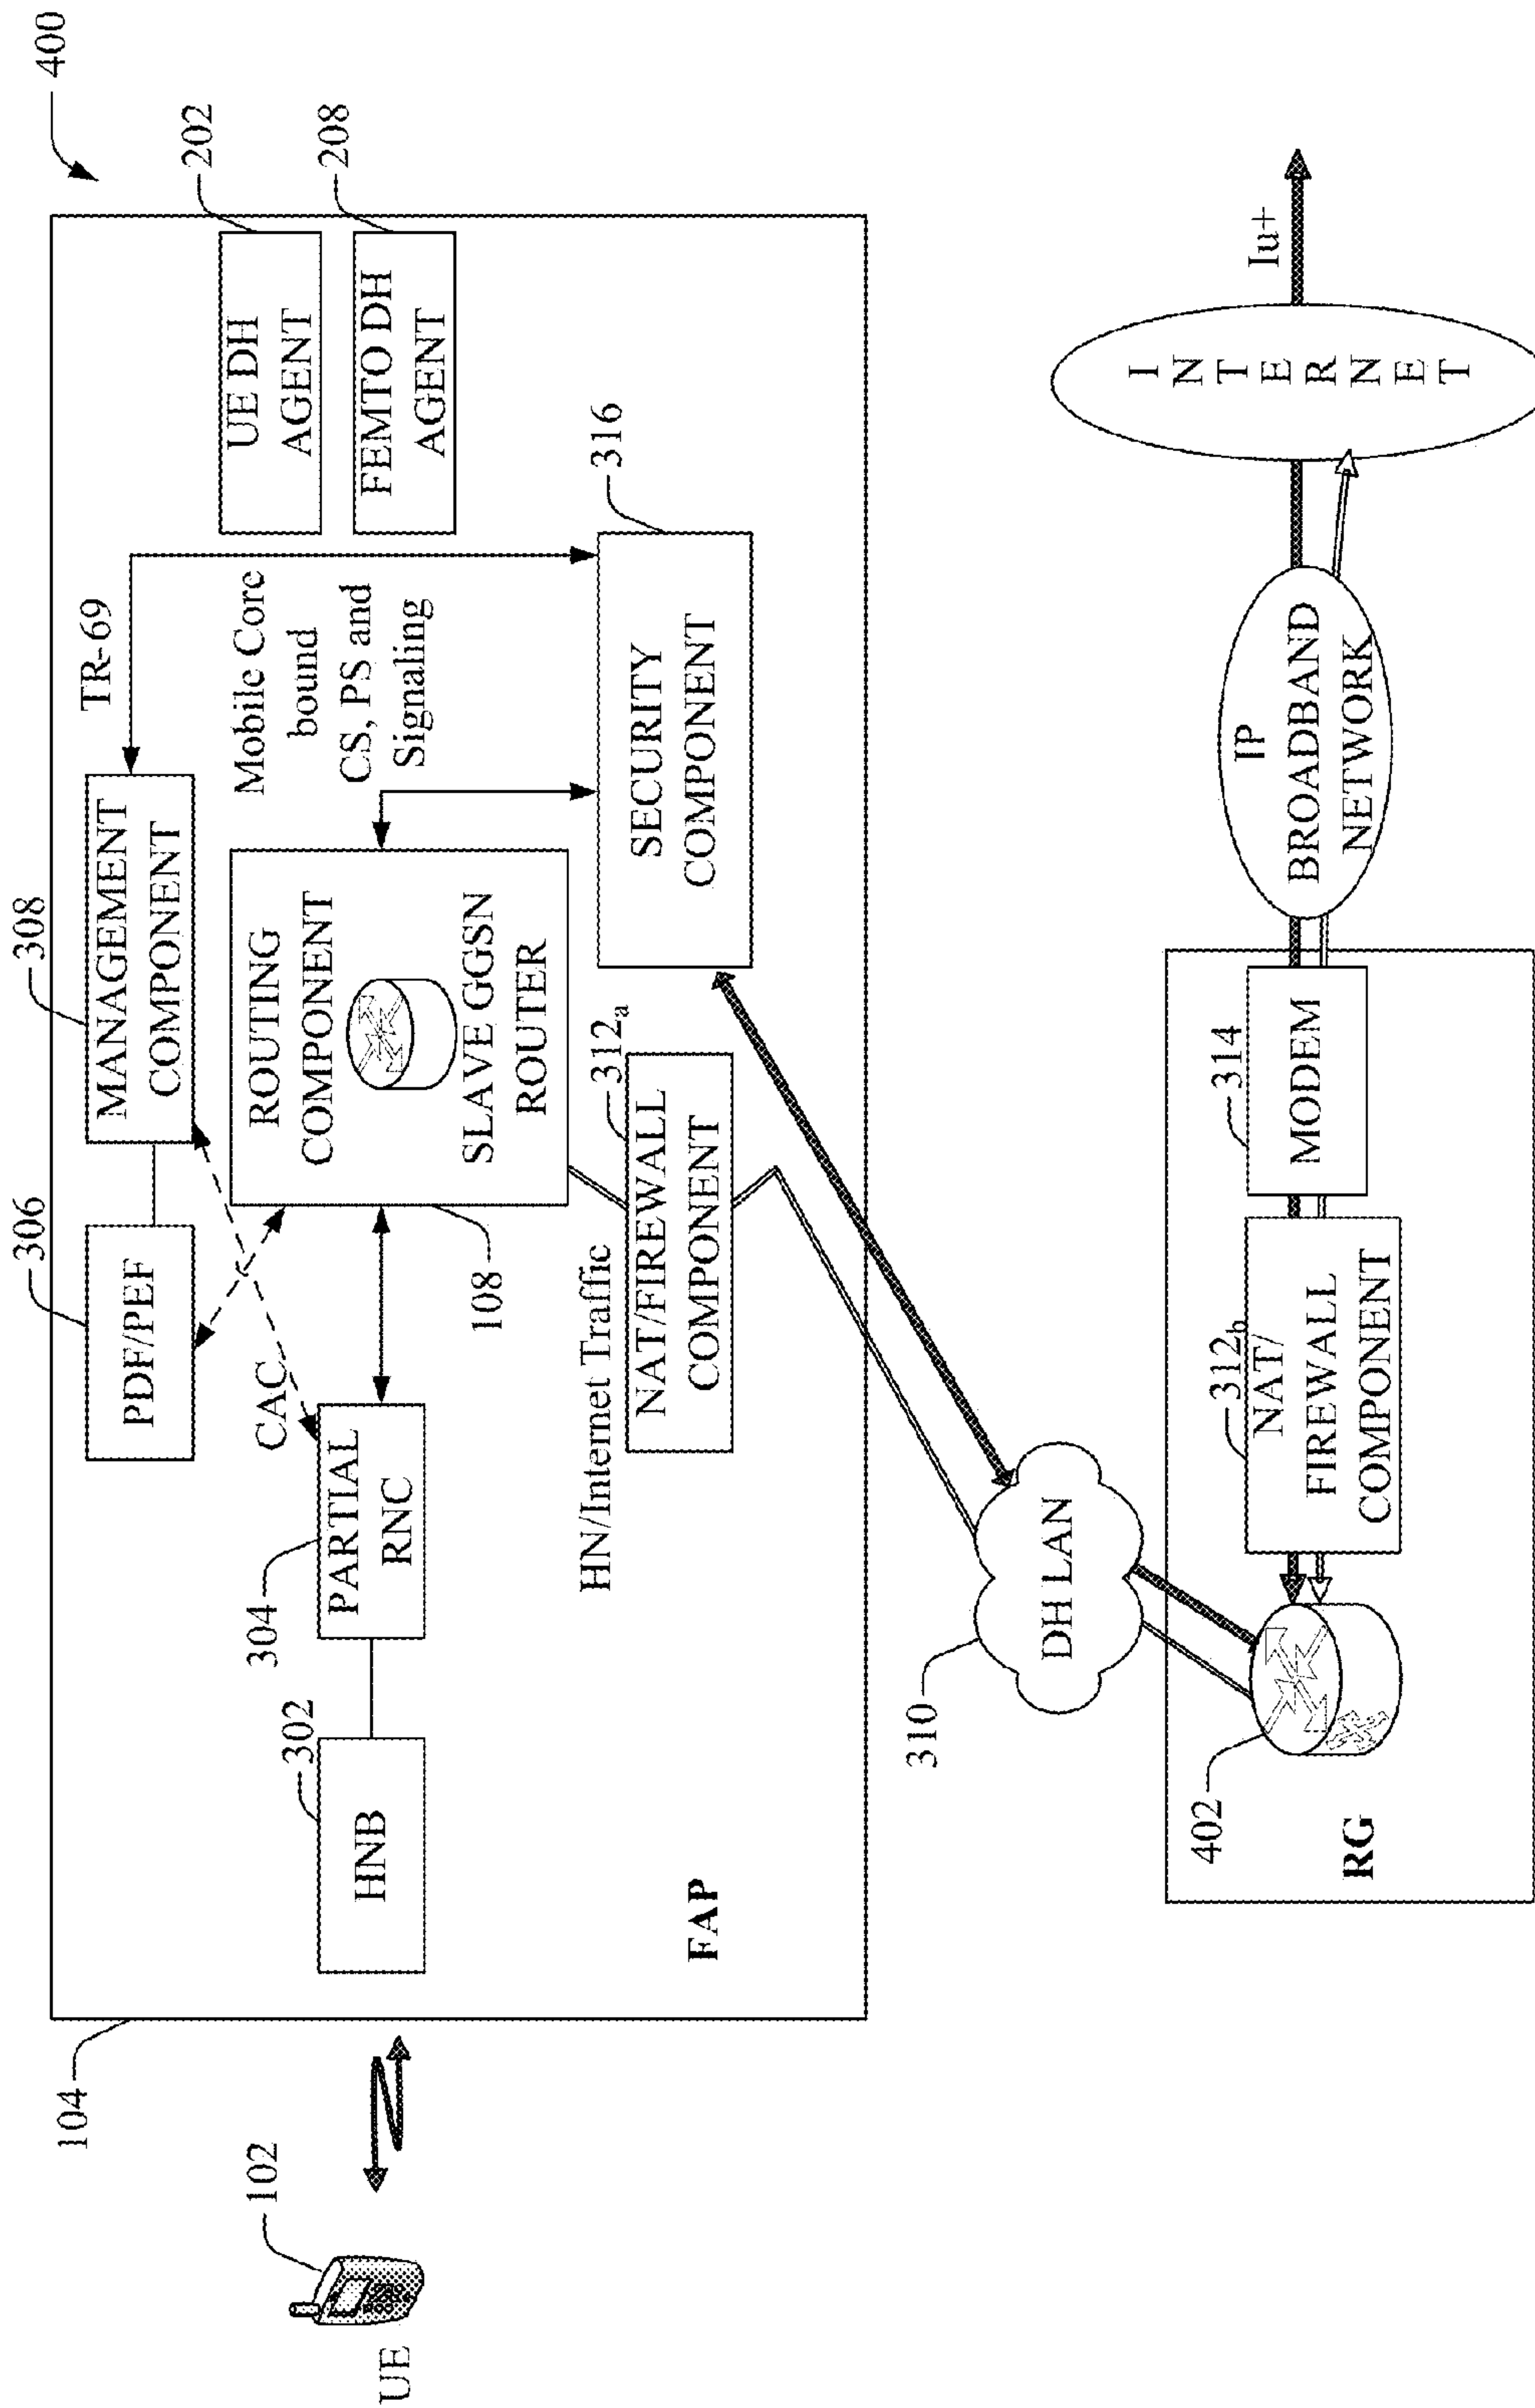 400
104
308
306
MANAGEMENT
COMPONENT
TR-69
202
UE DH
AGENT
208
FEMTO DH
AGENT
PDF/PEF
CAC
Mobile Core
bound
CS, PS and
Signaling
ROUTING
COMPONENT
SLAVE GGSN
ROUTER
108
102
UE
302
HNB
304
PARTIAL
RNC
HN/Internet Traffic
312a
NAT/FIREWALL
COMPONENT
316
SECURITY
COMPONENT
FAP
310
DH LAN
402
RG
312b
NAT/
FIREWALL
COMPONENT
314
MODEM
IP
BROADBAND
NETWORK
INTERNET
Iu+